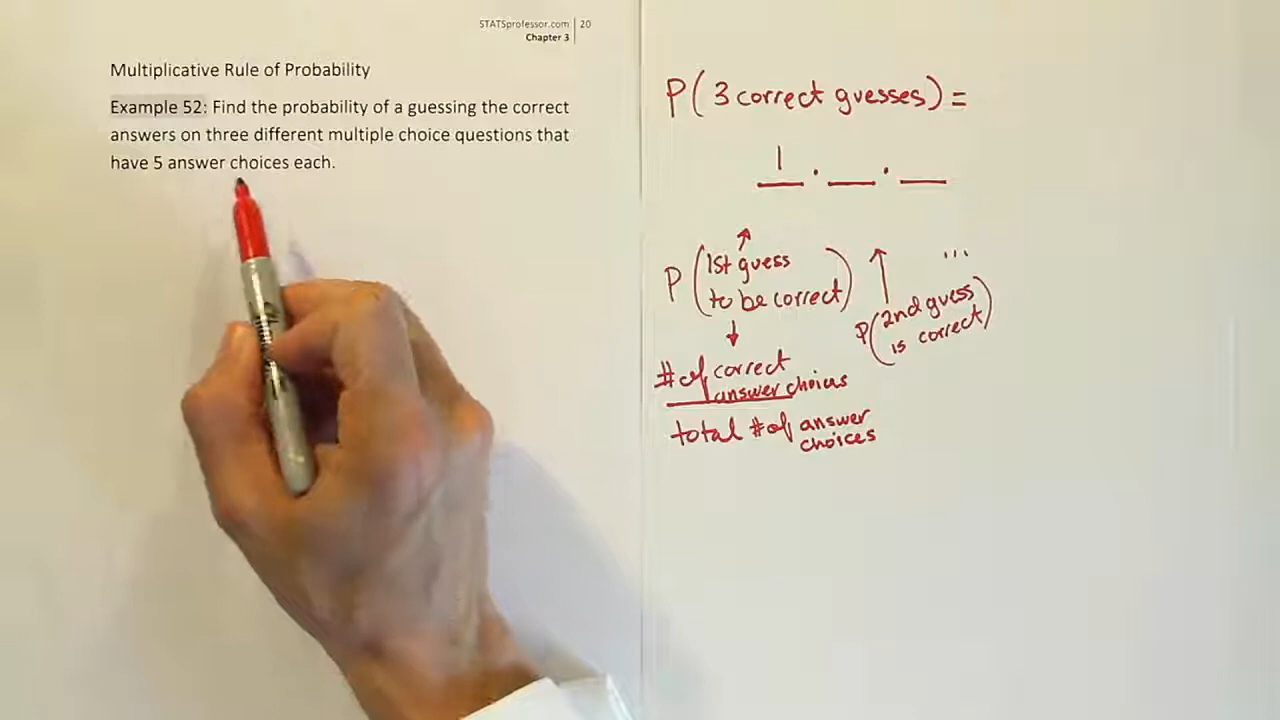 STATSprofessor.com | 20
Chapter 3
Multiplicative Rule of Probability
Example 52: Find the probability of a guessing the correct
answers on three different multiple choice questions that
have 5 answer choices each.
P(3 correct guesses) =
1 . __ . __
P(1st guess
to be correct)
P(2nd guess
is correct)
...
# of correct
answer choices
total # of answer
choices